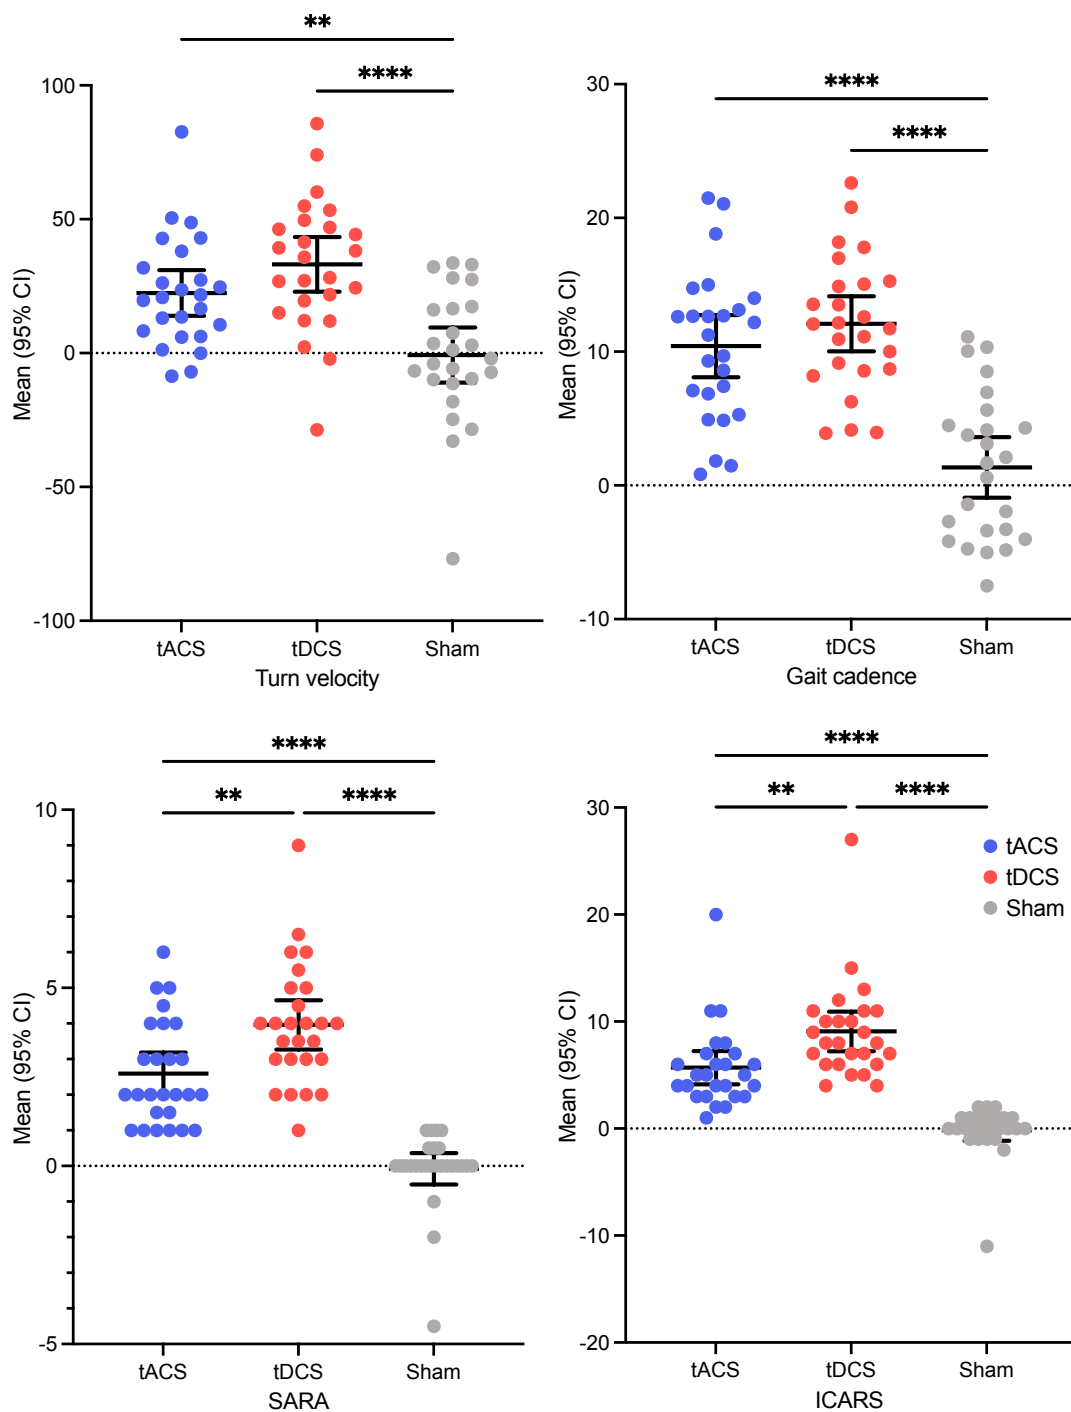 **
****
100
50
0
-50
-100
Mean (95% CI)
tACS tDCS Sham
Turn velocity
****
****
30
20
10
0
-10
Mean (95% CI)
tACS tDCS Sham
Gait cadence
****
** ****
10
5
0
-5
Mean (95% CI)
tACS tDCS Sham
SARA
****
** ****
30
20
10
0
-10
-20
Mean (95% CI)
tACS
tDCS
Sham
tACS tDCS Sham
ICARS